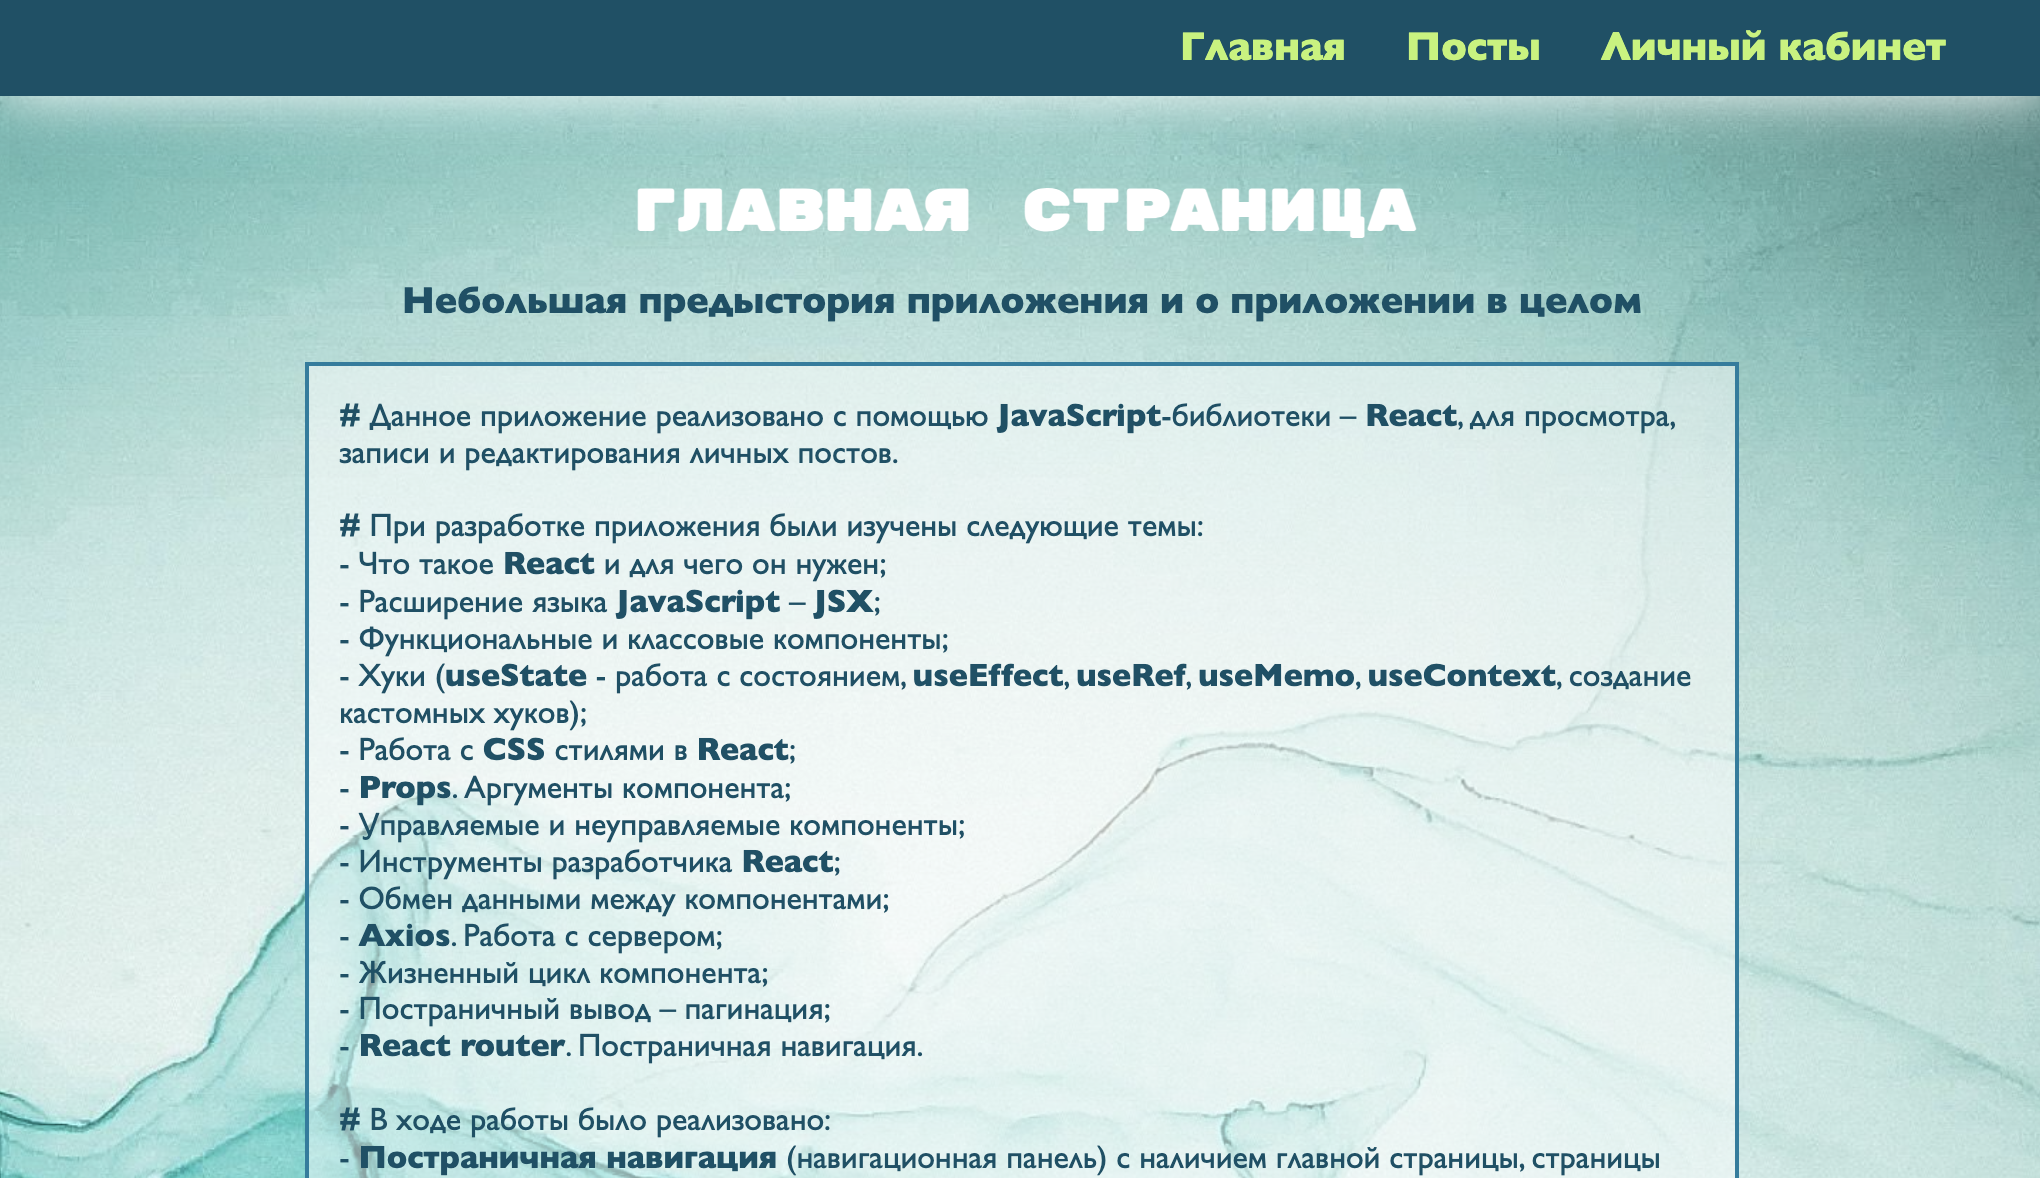 Главная Посты Личный кабинет
ГЛАВНАЯ СТРАНИЦА
Небольшая предыстория приложения и о приложении в целом
# Данное приложение реализовано с помощью JavaScript-библиотеки – React, для просмотра,
записи и редактирования личных постов.
# При разработке приложения были изучены следующие темы:
- Что такое React и для чего он нужен;
- Расширение языка JavaScript – JSX;
- Функциональные и классовые компоненты;
- Хуки (useState - работа с состоянием, useEffect, useRef, useMemo, useContext, создание
кастомных хуков);
- Работа с CSS стилями в React;
- Props. Аргументы компонента;
- Управляемые и неуправляемые компоненты;
- Инструменты разработчика React;
- Обмен данными между компонентами;
- Axios. Работа с сервером;
- Жизненный цикл компонента;
- Постраничный вывод – пагинация;
- React router. Постраничная навигация.
# В ходе работы было реализовано:
- Постраничная навигация (навигационная панель) с наличием главной страницы, страницы